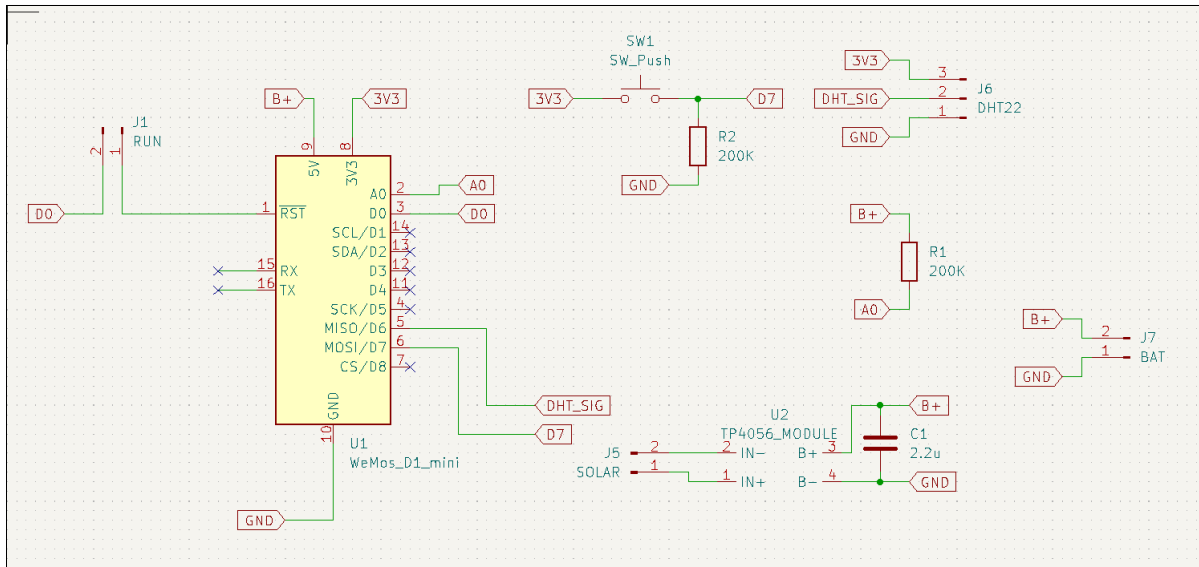 SW1
SW_Push
3V3
D7
R2
200K
GND
3V3
DHT_SIG
GND
3
2
1
J6
DHT22
J1
RUN
2
1
D0
B+
3V3
9
8
5V
3V3
1
RST
15
RX
16
TX
A0
2
A0
D0
3
D0
SCL/D1
14
SDA/D2
13
D3
12
D4
11
SCK/D5
4
MISO/D6
5
MOSI/D7
6
CS/D8
7
GND
10
U1
WeMos_D1_mini
GND
DHT_SIG
D7
B+
R1
200K
A0
B+
GND
2
1
J7
BAT
U2
TP4056_MODULE
J5
SOLAR
2
1
2
IN-
1
IN+
B+
3
B-
4
B+
C1
2.2u
GND